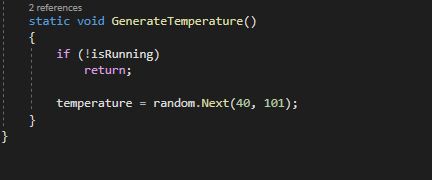 2 references
static void GenerateTemperature()
{
if (!isRunning)
return;
temperature = random.Next(40, 101);
}
}